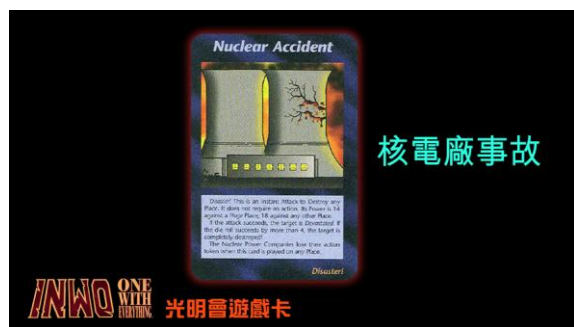 Nuclear Accident
核電廠事故
Disaster! This is an Instant Attack to Destroy any
Place. It does not require an action. Its Power is 14
against a Huge Place; 18 against any other Place.
If the attack succeeds, the target is Devastated! If
the die roll succeeds by more than 4, the target is
completely destroyed!
The Nuclear Power Companies lose their action
token when this card is played on any Place.
Disaster!
INWO ONE
WITH
EVERYTHING
光明會遊戲卡